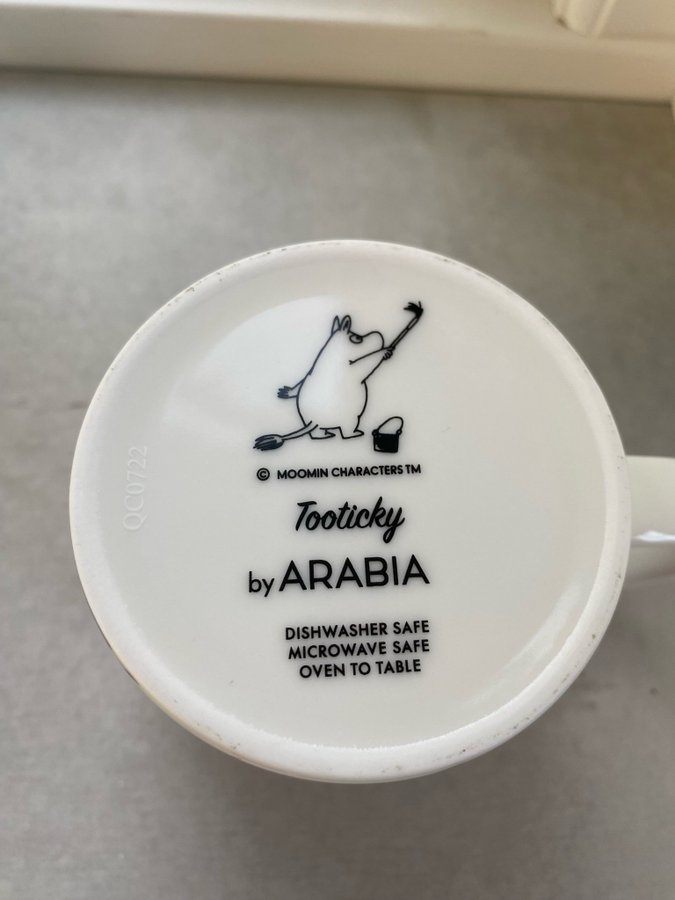 © MOOMIN CHARACTERS TM
Tooticky
by ARABIA
DISHWASHER SAFE
MICROWAVE SAFE
OVEN TO TABLE
QC0722